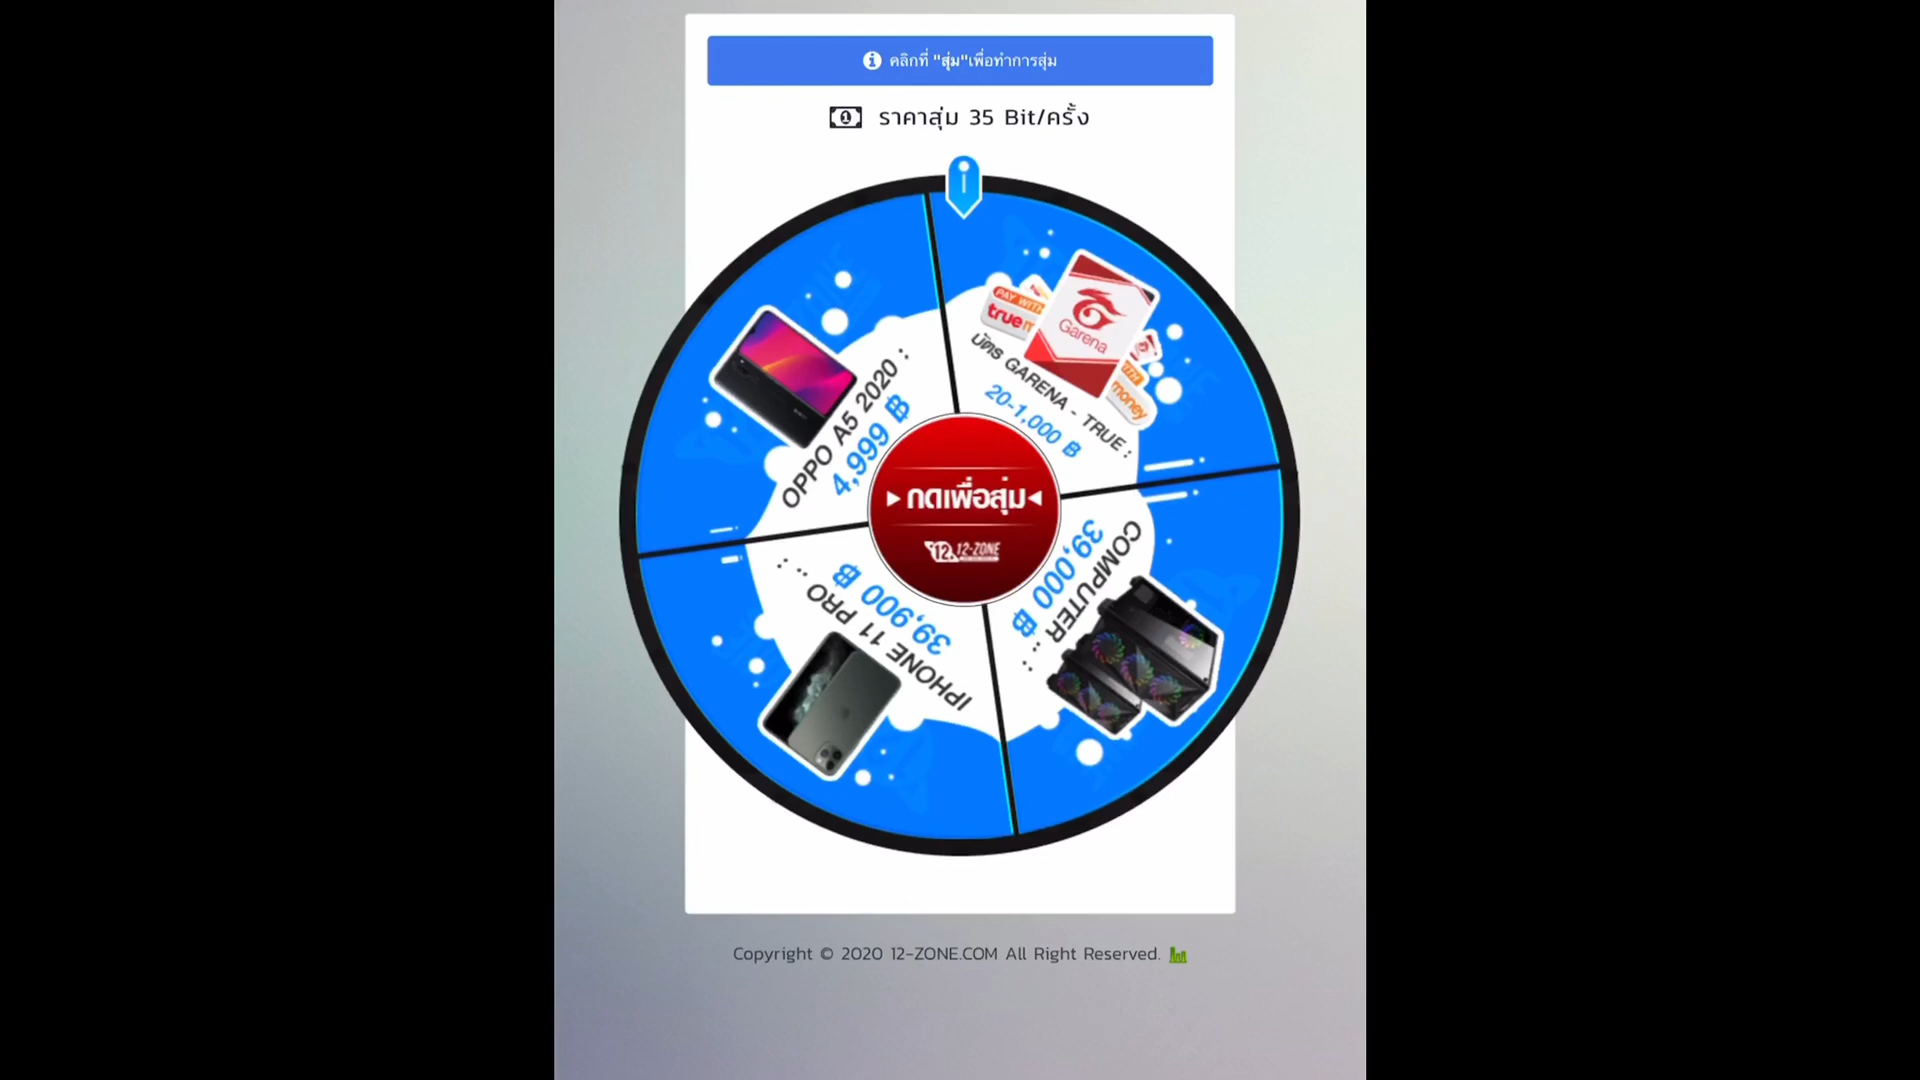 คลิกที่ "สุ่ม"เพื่อทำการสุ่ม
ราคาสุ่ม 35 Bit/ครั้ง
OPPO A5 2020 :
4,999 ฿
PAY WITH
true m
Garena
money
บัตร GARENA - TRUE :
20-1,000 ฿
กดเพื่อสุ่ม
12-ZONE
IPHONE 11 PRO
39,900 ฿
COMPUTER
39,000 ฿
Copyright © 2020 12-ZONE.COM All Right Reserved.